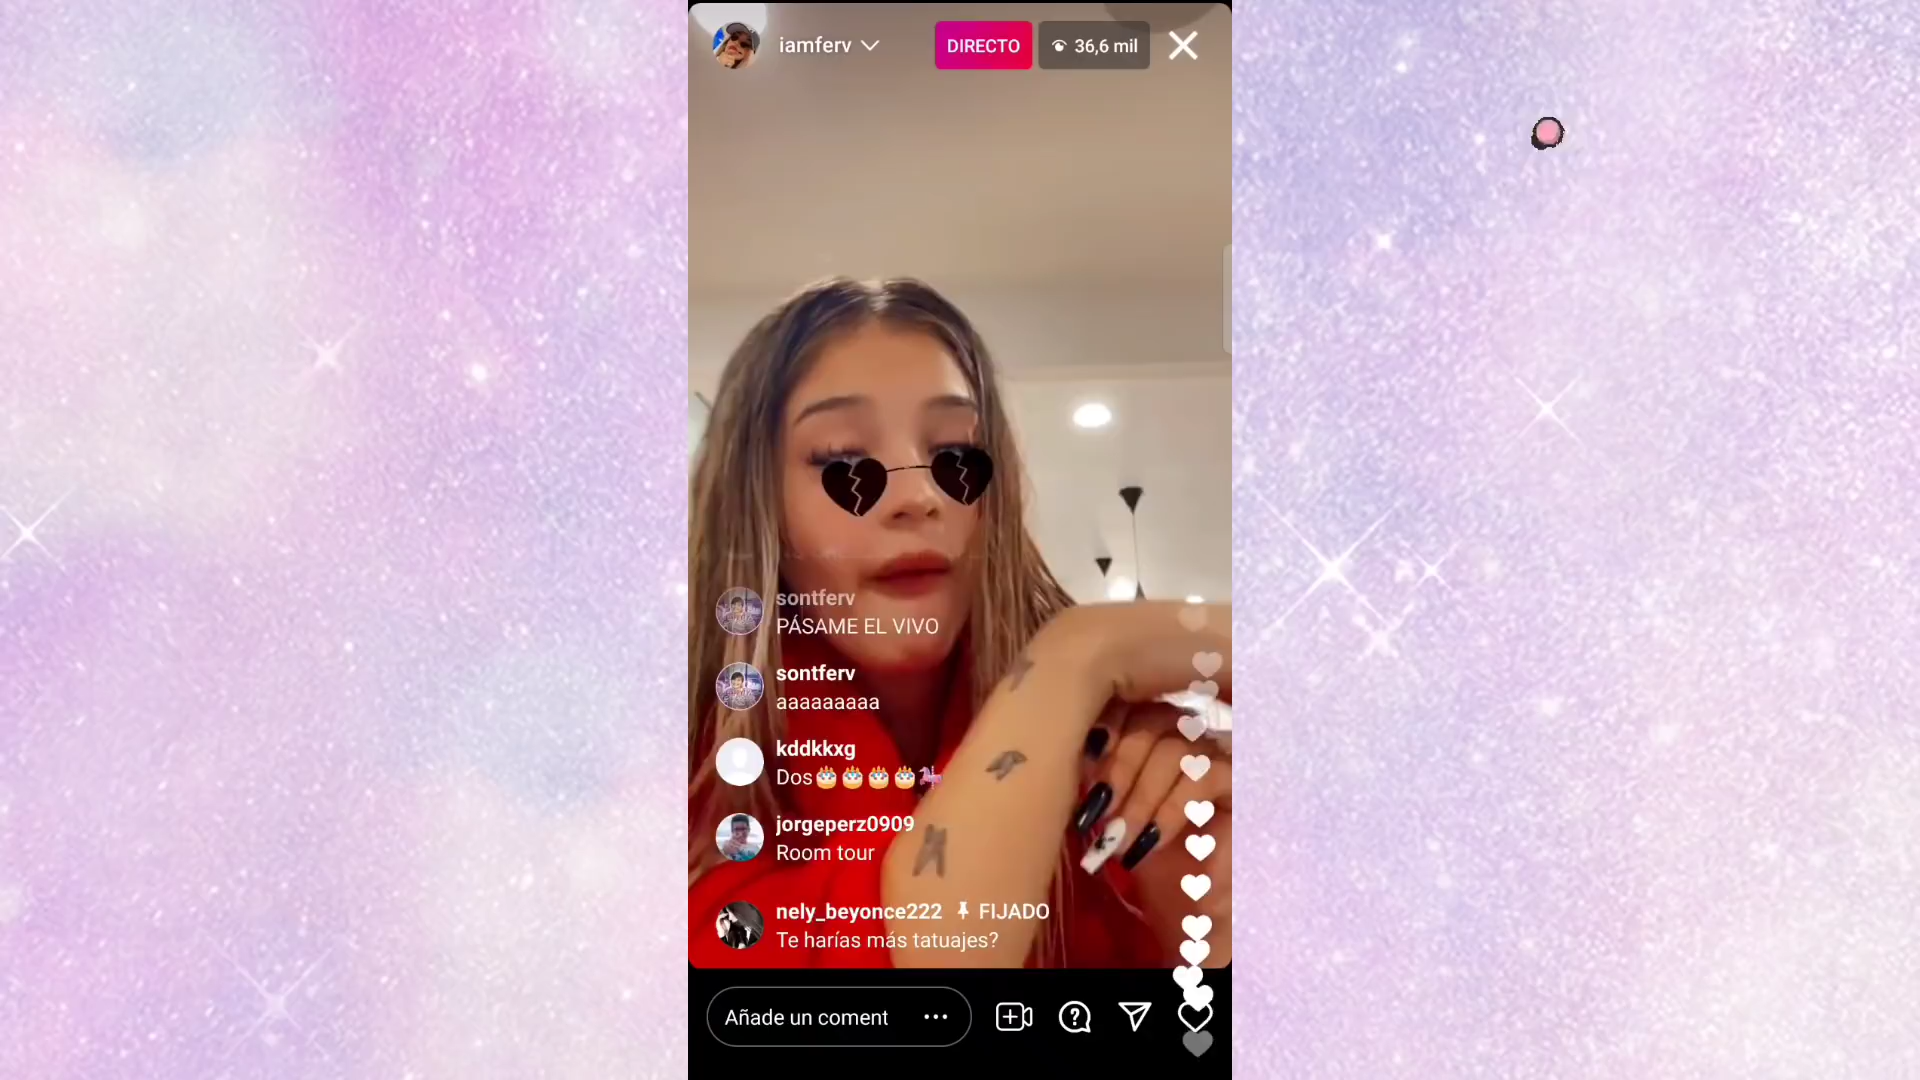 iamferv
DIRECTO
36,6 mil
sontferv
PÁSAME EL VIVO
sontferv
aaaaaaaaa
kddkkxg
Dos🎂🎂🎂🎂🎠
jorgeperz0909
Room tour
nely_beyonce222 FIJADO
Te harías más tatuajes?
Añade un coment